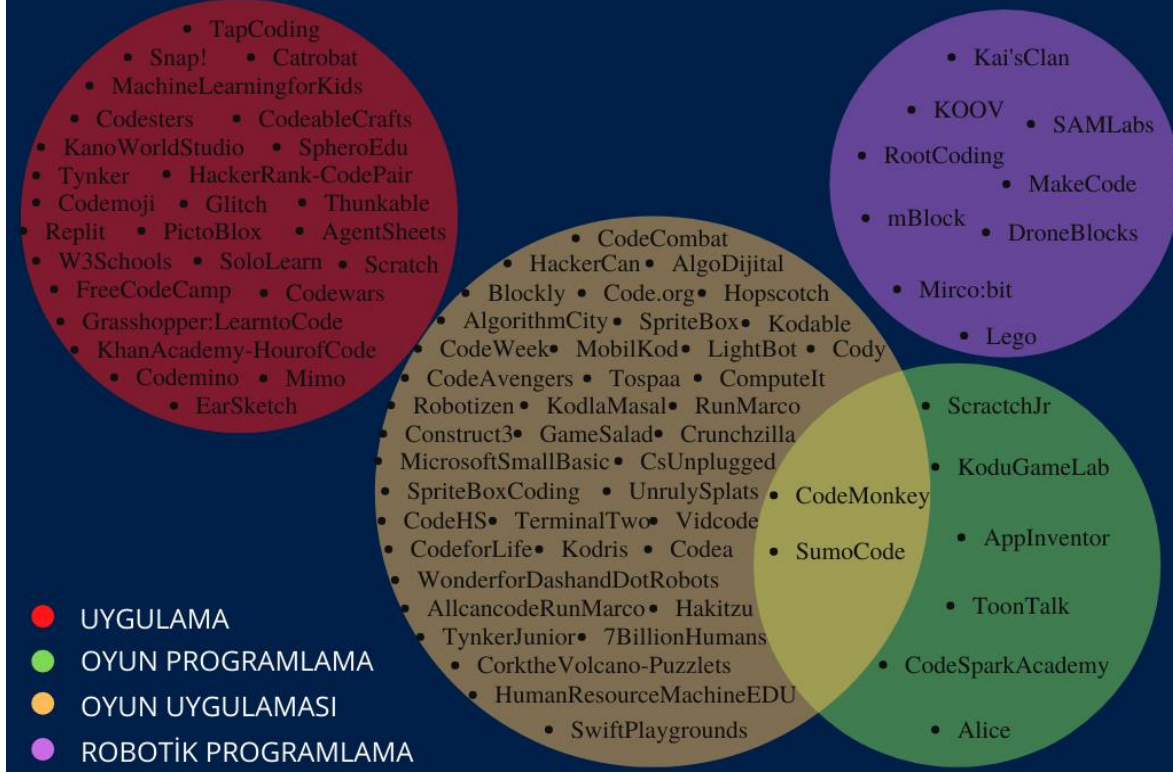 • TapCoding
• Snap! • Catrobat
• MachineLearningforKids
• Codesters • CodeableCrafts
• KanoWorldStudio • SpheroEdu
• Tynker • HackerRank-CodePair
• Codemoji • Glitch • Thunkable
• Replit • PictoBlox • AgentSheets
• W3Schools • SoloLearn • Scratch
• FreeCodeCamp • Codewars
• Grasshopper:LearntoCode
• KhanAcademy-HourofCode
• Codemino • Mimo
• EarSketch
• Kai'sClan
• KOOV • SAMLabs
• RootCoding
• MakeCode
• mBlock • DroneBlocks
• Mirco:bit
• Lego
• CodeCombat
• HackerCan • AlgoDijital
• Blockly • Code.org • Hopscotch
• AlgorithmCity • SpriteBox • Kodable
• CodeWeek • MobilKod • LightBot • Cody
• CodeAvengers • Tospaa • ComputeIt
• Robotizen • KodlaMasal • RunMarco
• Construct3 • GameSalad • Crunchzilla
• MicrosoftSmallBasic • CsUnplugged
• SpriteBoxCoding • UnrulySplats
• CodeHS • TerminalTwo • Vidcode
• CodeforLife • Kodris • Codea
• WonderforDashandDotRobots
• AllcancodeRunMarco • Hakitzu
• TynkerJunior • 7BillionHumans
• CorktheVolcano-Puzzlets
• HumanResourceMachineEDU
• SwiftPlaygrounds
• CodeMonkey
• SumoCode
• ScractchJr
• KoduGameLab
• AppInventor
• ToonTalk
• CodeSparkAcademy
• Alice
UYGULAMA
OYUN PROGRAMLAMA
OYUN UYGULAMASI
ROBOTİK PROGRAMLAMA